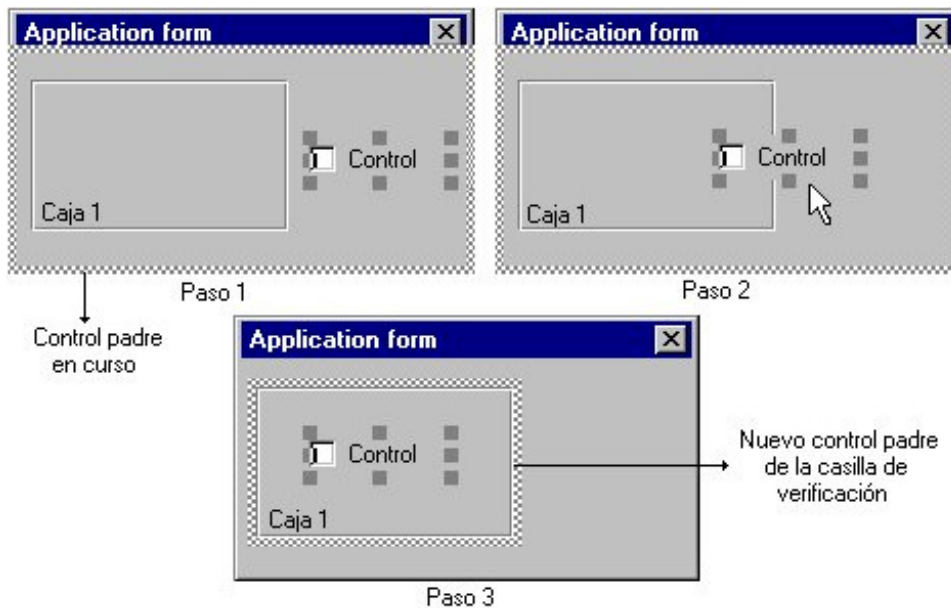 Application form
Control
Caja 1
Paso 1
Control padre
en curso
Application form
Control
Caja 1
Paso 2
Application form
Control
Caja 1
Paso 3
Nuevo control padre
de la casilla de
verificación